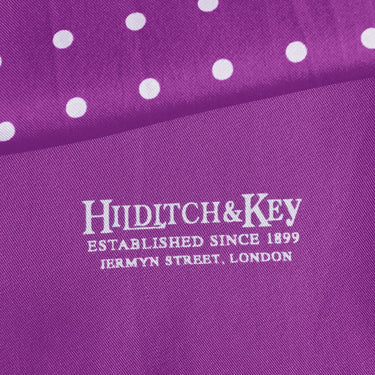 HILDITCH&KEY
ESTABLISHED SINCE 1899
JERMYN STREET, LONDON